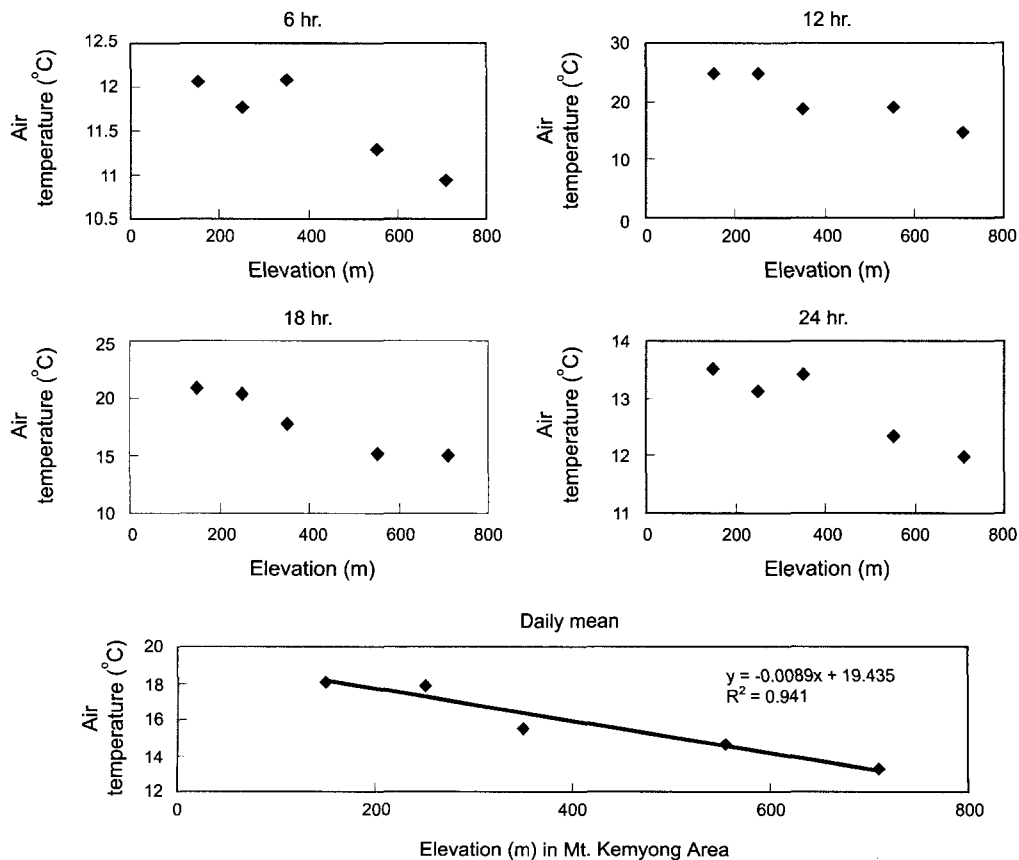 6 hr.
Air
temperature (°C)
12.5
12
11.5
11
10.5
0 200 400 600 800
Elevation (m)
12 hr.
Air
temperature (°C)
30
20
10
0
0 200 400 600 800
Elevation (m)
18 hr.
Air
temperature (°C)
25
20
15
10
0 200 400 600 800
Elevation (m)
24 hr.
Air
temperature (°C)
14
13
12
11
0 200 400 600 800
Elevation (m)
Daily mean
Air
temperature (°C)
20
18
16
14
12
y = -0.0089x + 19.435
R² = 0.941
0 200 400 600 800
Elevation (m) in Mt. Kemyong Area